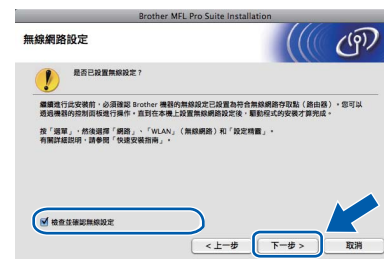 Brother MFL Pro Suite Installation
無線網路設定
是否已設置無線設定？
繼續進行此安裝前，必須確認 Brother 機器的無線設定已設置為符合無線網路存取點（路由器）。您可以
透過機器的控制面板進行操作。直到在本機上設置無線網路設定後，驅動程式的安裝才算完成。
按「選單」，然後選擇「網路」、「WLAN」（無線網路）和「設定精靈」。
有關詳細說明，請參閱「快速安裝指南」。
檢查並確認無線設定
< 上一步
下一步 >
取消